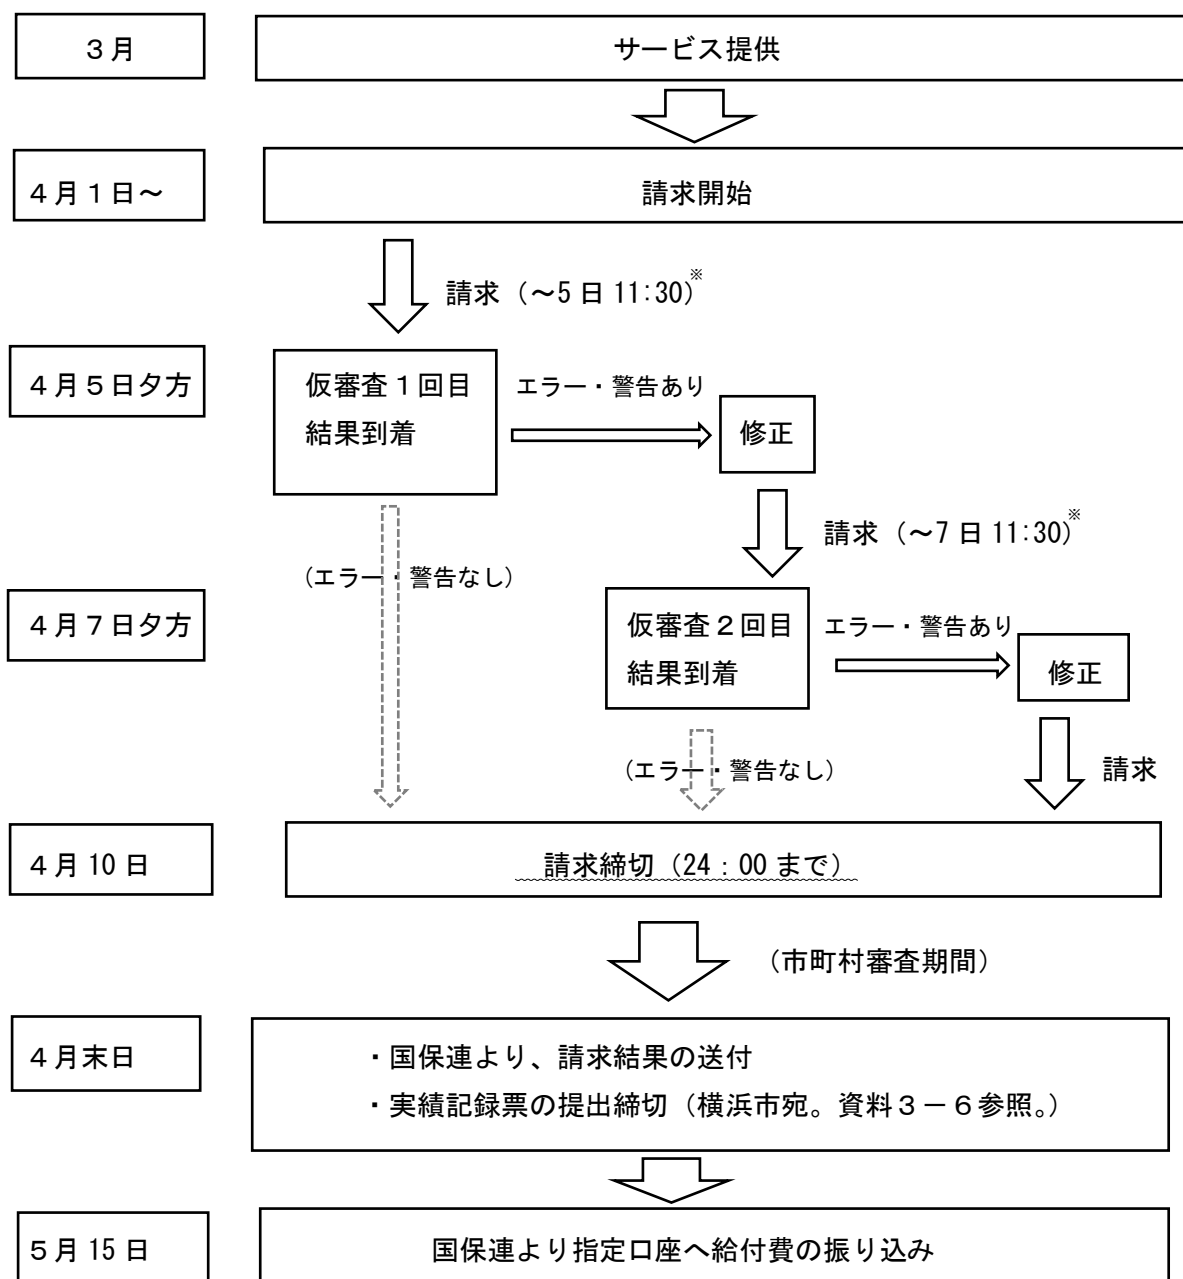 ３月
サービス提供
４月１日～
請求開始
請求（～5 日 11:30）※
４月５日夕方
仮審査１回目
結果到着
エラー・警告あり
修正
請求（～7 日 11:30）※
（エラー・警告なし）
４月７日夕方
仮審査２回目
結果到着
エラー・警告あり
修正
（エラー・警告なし）
請求
４月 10 日
請求締切（24：00 まで）
（市町村審査期間）
４月末日
・国保連より、請求結果の送付
・実績記録票の提出締切（横浜市宛。資料３－６参照。）
５月 15 日
国保連より指定口座へ給付費の振り込み